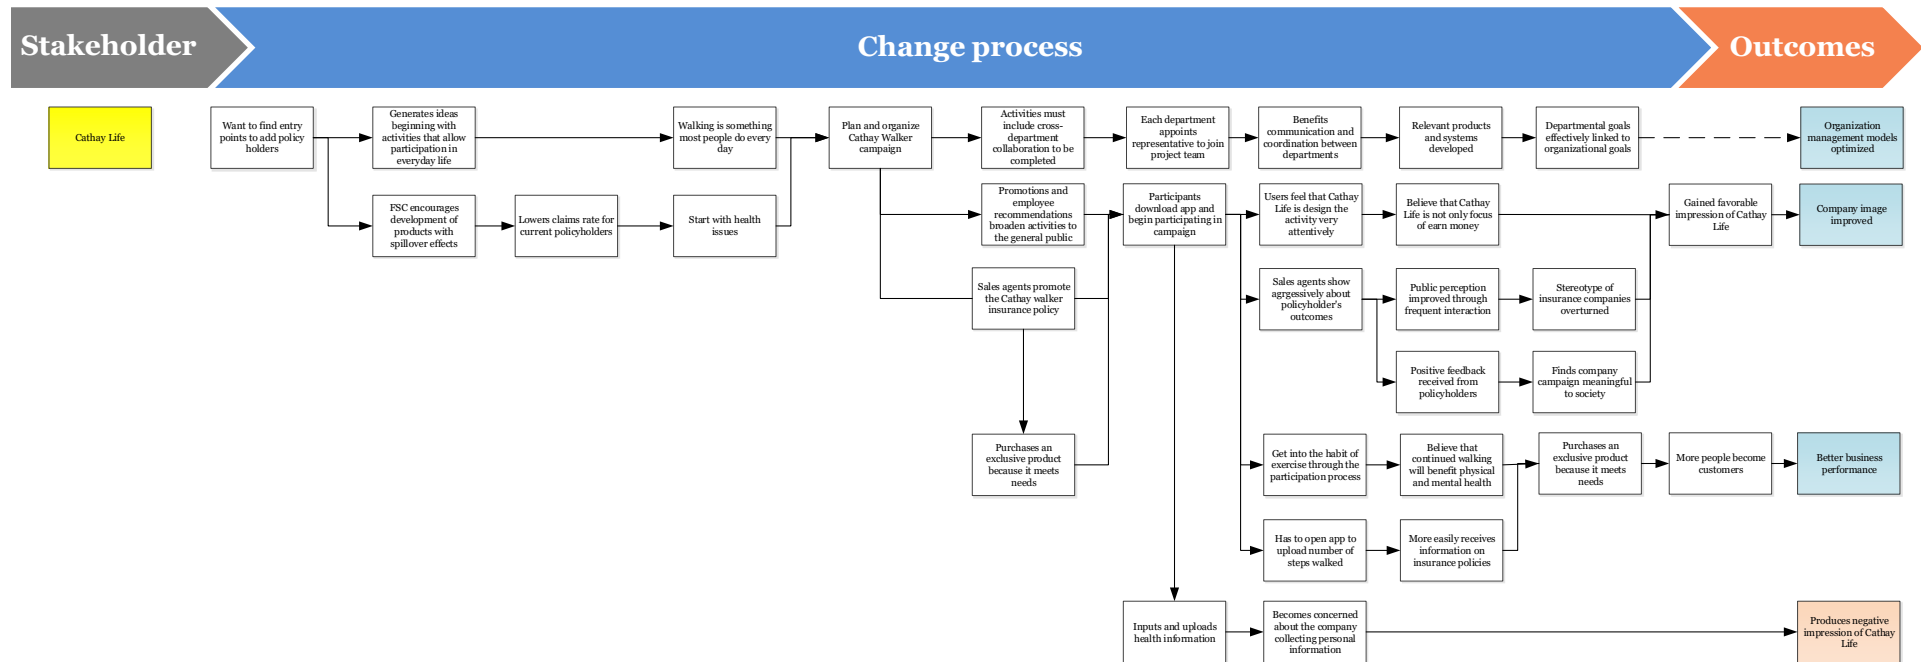 Stakeholder
Change process
Outcomes
Cathay Life
Want to find entry
points to add policy
holders
Generates ideas
beginning with
activities that allow
participation in
everyday life
Walking is something
most people do every
day
Plan and organize
Cathay Walker
campaign
Activities must
include cross-
department
collaboration to be
completed
Each department
appoints
representative to join
project team
Benefits
communication and
coordination between
departments
Relevant products
and systems
developed
Departmental goals
effectively linked to
organizational goals
Organization
management models
optimized
FSC encourages
development of
products with
spillover effects
Lowers claims rate for
current policyholders
Start with health
issues
Promotions and
employee
recommendations
broaden activities to
the general public
Participants
download app and
begin participating in
campaign
Users feel that Cathay
Life is design the
activity very
attentively
Believe that Cathay
Life is not only focus
of earn money
Gained favorable
impression of Cathay
Life
Company image
improved
Sales agents promote
the Cathay walker
insurance policy
Sales agents show
agrgessively about
policyholder's
outcomes
Public perception
improved through
frequent interaction
Stereotype of
insurance companies
overturned
Positive feedback
received from
policyholders
Finds company
campaign meaningful
to society
Purchases an
exclusive product
because it meets
needs
Get into the habit of
exercise through the
participation process
Believe that
continued walking
will benefit physical
and mental health
Purchases an
exclusive product
because it meets
needs
More people become
customers
Better business
performance
Has to open app to
upload number of
steps walked
More easily receives
information on
insurance policies
Inputs and uploads
health information
Becomes concerned
about the company
collecting personal
information
Produces negative
impression of Cathay
Life